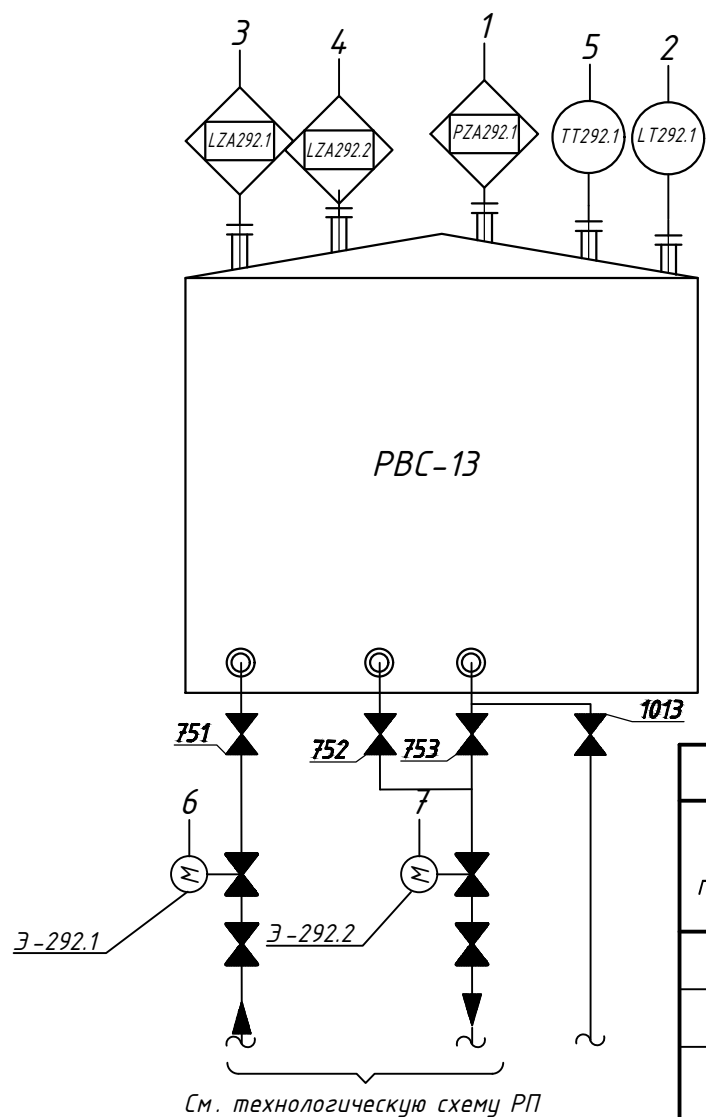 3 4 1 5 2
LZA292.1 LZA292.2 PZA292.1 TT292.1 LT292.1
РВС-13
751 752 753 1013
6 7
М М
Э-292.1 Э-292.2
См. технологическую схему РП